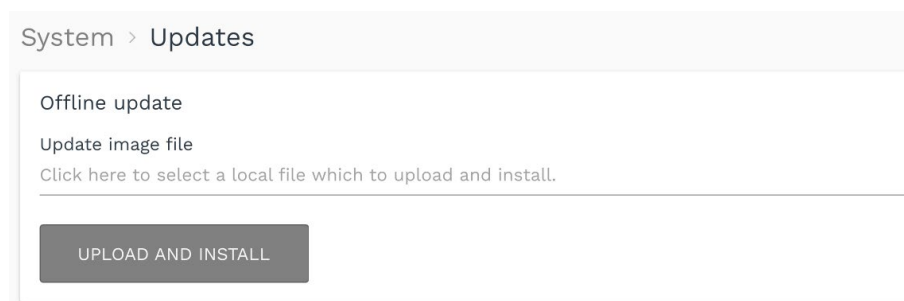 System > Updates
Offline update
Update image file
Click here to select a local file which to upload and install.
UPLOAD AND INSTALL